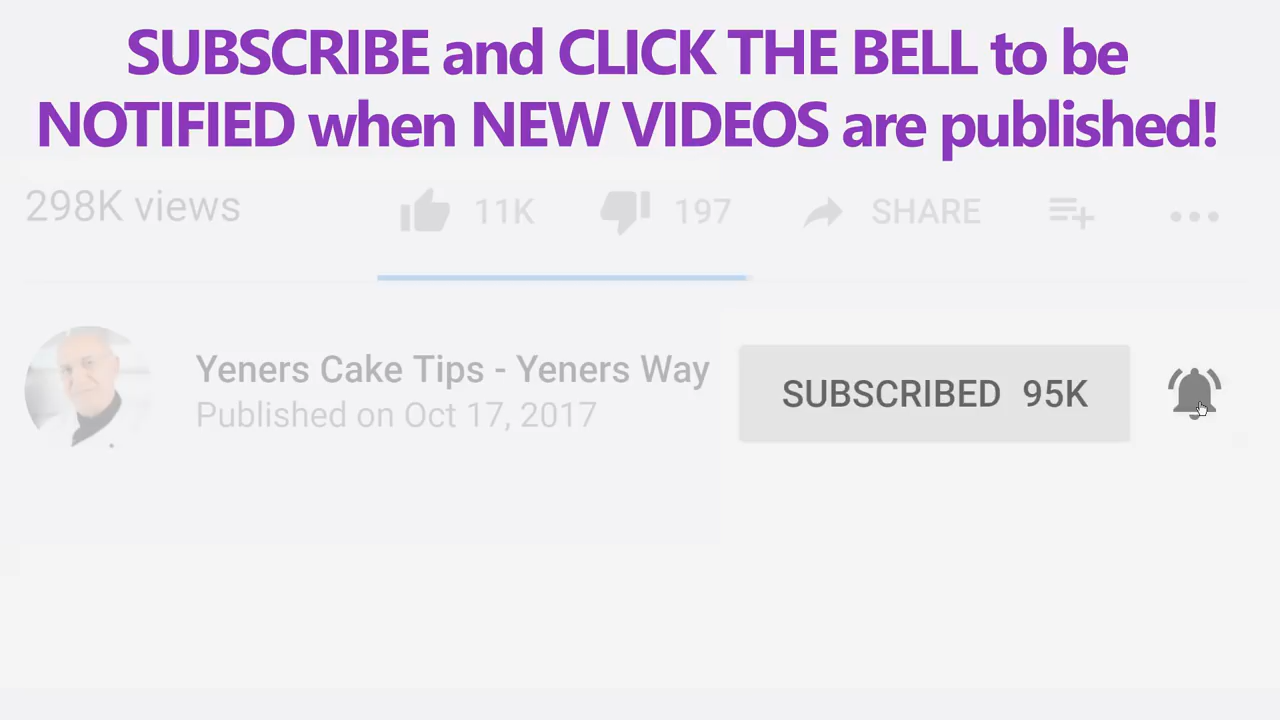 SUBSCRIBE and CLICK THE BELL to be
NOTIFIED when NEW VIDEOS are published!
298K views 11K 197 SHARE
Yeners Cake Tips - Yeners Way
Published on Oct 17, 2017
SUBSCRIBED 95K